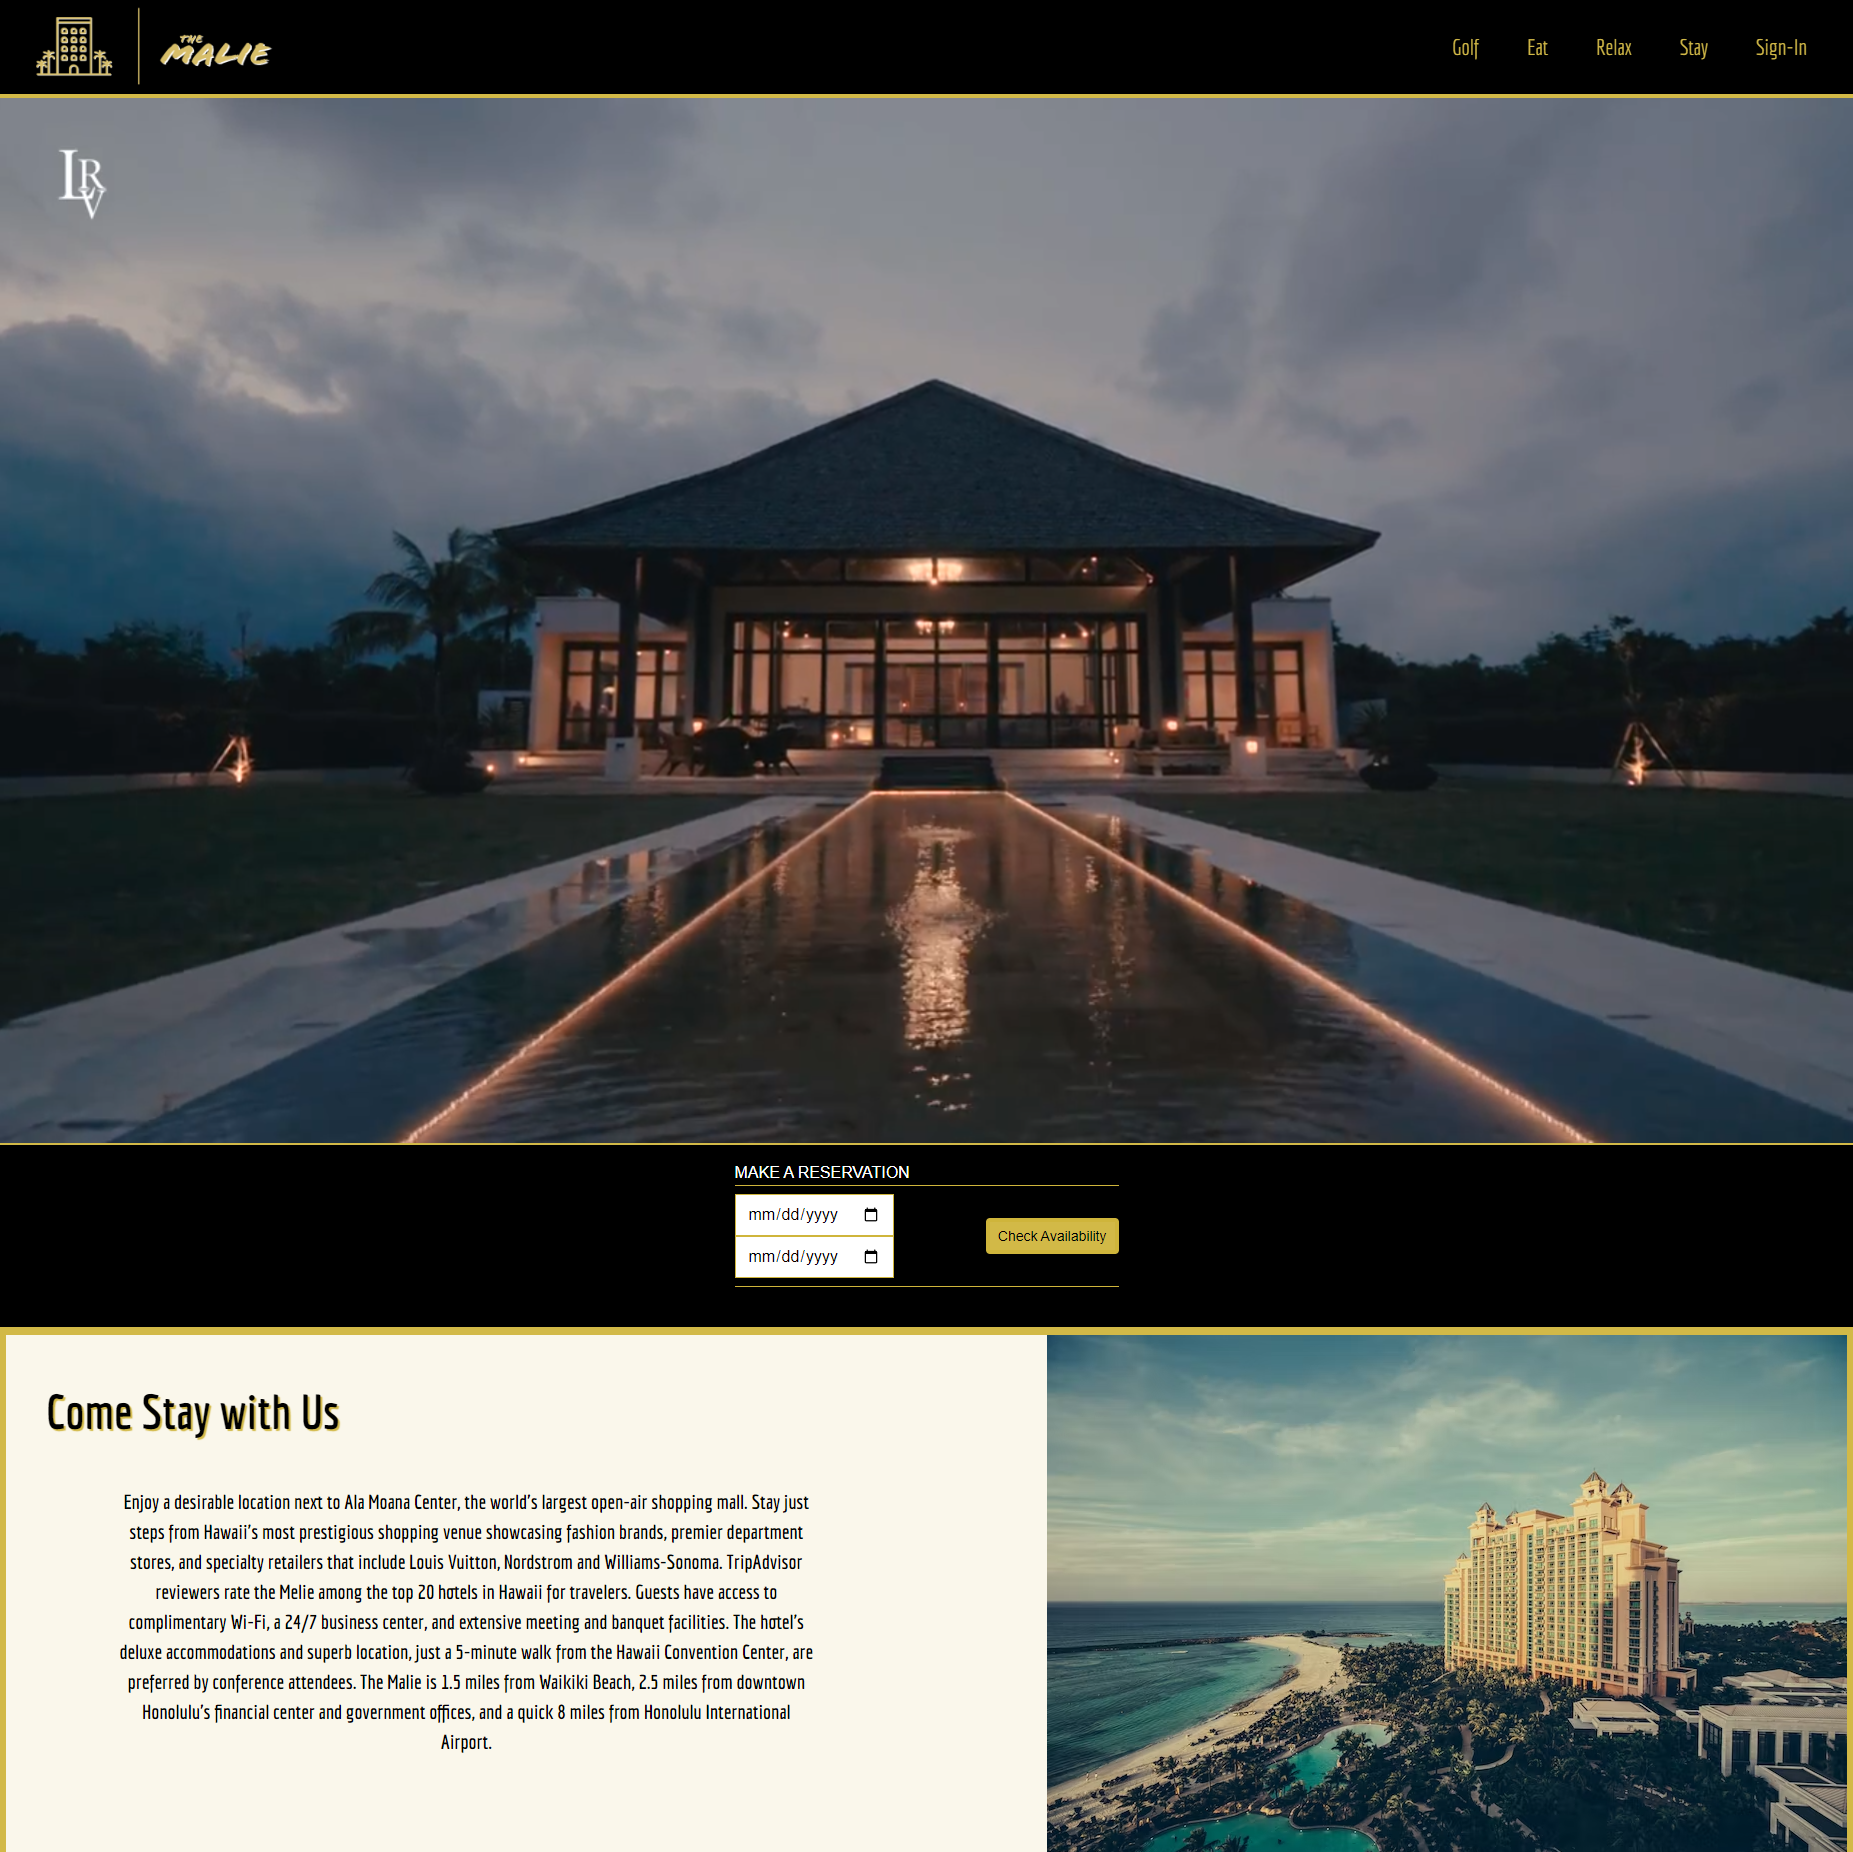 THE
MALIE
Golf Eat Relax Stay Sign-In
LRV
MAKE A RESERVATION
mm/dd/yyyy
mm/dd/yyyy
Check Availability
Come Stay with Us
Enjoy a desirable location next to Ala Moana Center, the world's largest open-air shopping mall. Stay just
steps from Hawaii's most prestigious shopping venue showcasing fashion brands, premier department
stores, and specialty retailers that include Louis Vuitton, Nordstrom and Williams-Sonoma. TripAdvisor
reviewers rate the Melie among the top 20 hotels in Hawaii for travelers. Guests have access to
complimentary Wi-Fi, a 24/7 business center, and extensive meeting and banquet facilities. The hotel's
deluxe accommodations and superb location, just a 5-minute walk from the Hawaii Convention Center, are
preferred by conference attendees. The Malie is 1.5 miles from Waikiki Beach, 2.5 miles from downtown
Honolulu's financial center and government offices, and a quick 8 miles from Honolulu International
Airport.